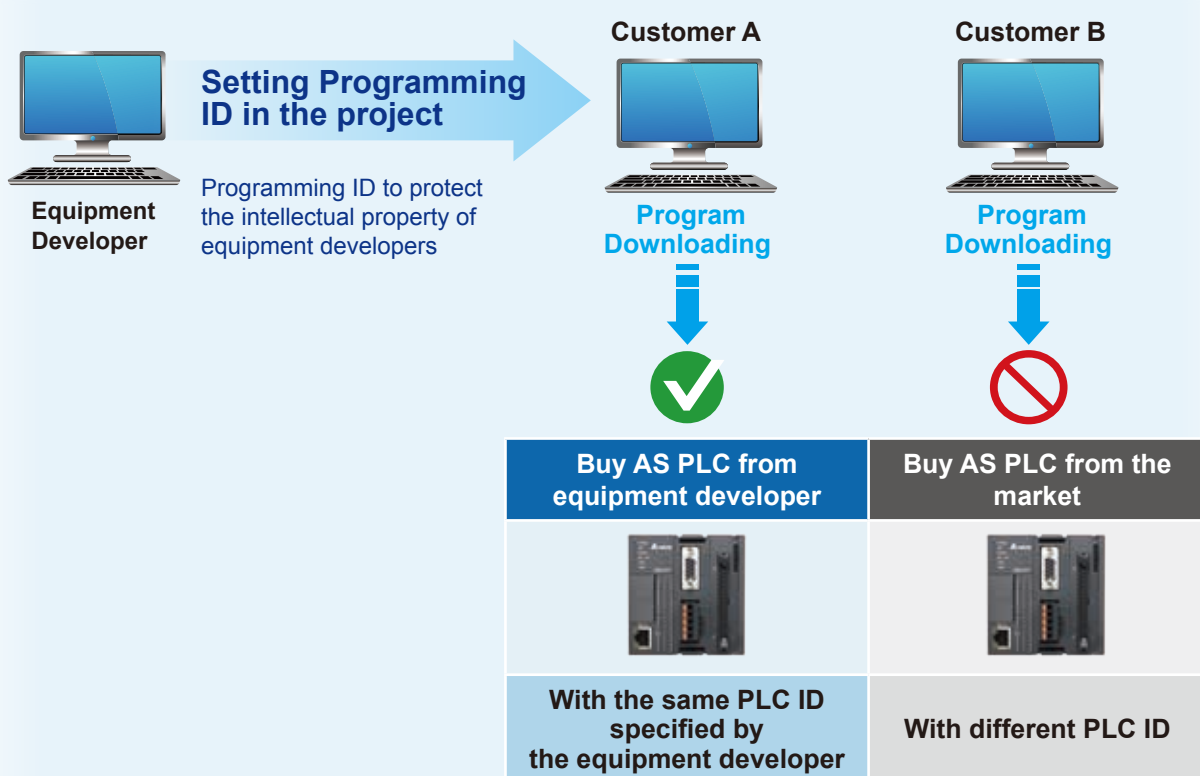 Customer A
Customer B
Setting Programming
ID in the project
Programming ID to protect
the intellectual property of
equipment developers
Equipment
Developer
Program
Downloading
Program
Downloading
Buy AS PLC from
equipment developer
Buy AS PLC from the
market
With the same PLC ID
specified by
the equipment developer
With different PLC ID